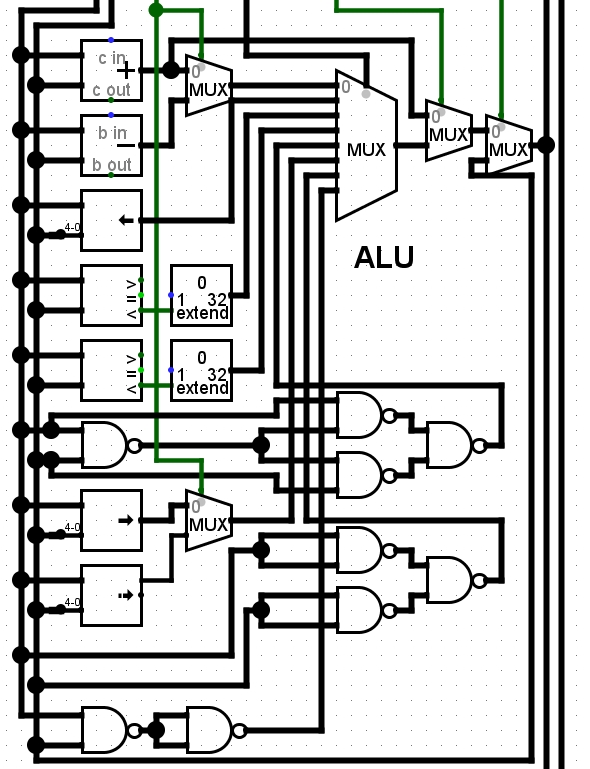 c in
+
c out
0
MUX
0
MUX
0
MUX
0
MUX
b in
−
b out
←
4-0
ALU
>
=
<
0
1 32
extend
>
=
<
0
1 32
extend
4-0
→
0
MUX
4-0
⇢